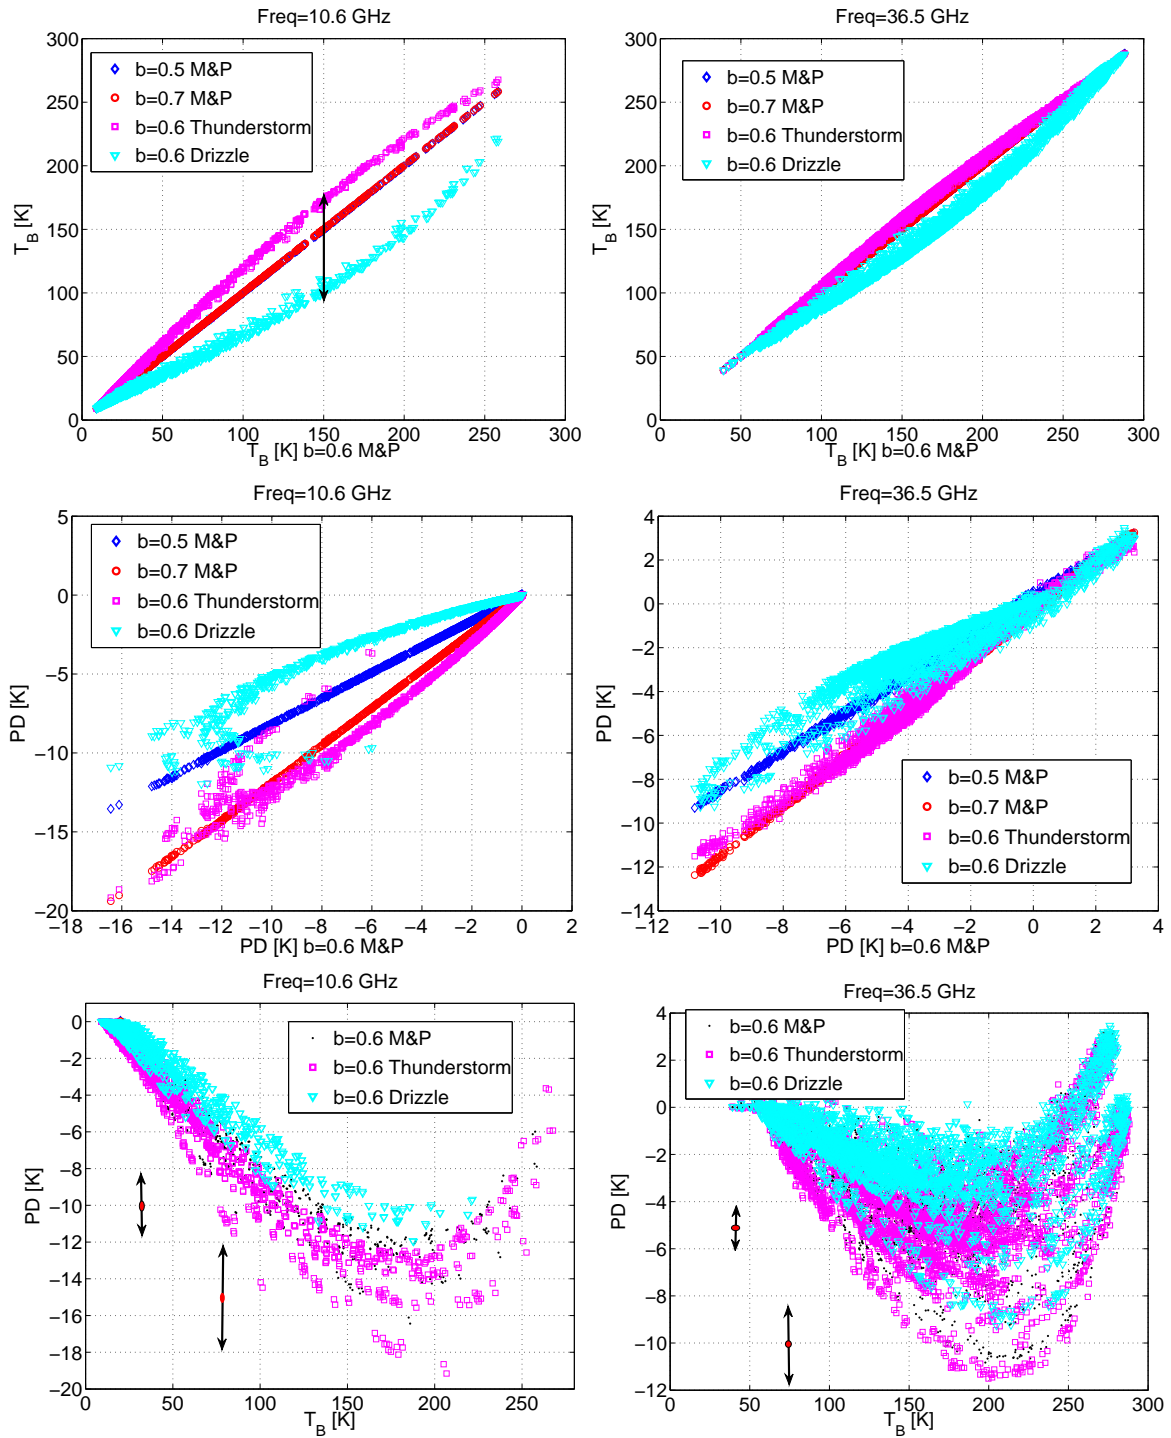 Freq=10.6 GHz
300
250
200
150
100
50
0
T_B [K]
b=0.5 M&P
b=0.7 M&P
b=0.6 Thunderstorm
b=0.6 Drizzle
0 50 100 150 200 250 300
T_B [K] b=0.6 M&P
Freq=36.5 GHz
300
250
200
150
100
50
0
T_B [K]
b=0.5 M&P
b=0.7 M&P
b=0.6 Thunderstorm
b=0.6 Drizzle
50 100 150 200 250 300
T_B [K] b=0.6 M&P
Freq=10.6 GHz
5
0
−5
−10
−15
−20
PD [K]
b=0.5 M&P
b=0.7 M&P
b=0.6 Thunderstorm
b=0.6 Drizzle
−18 −16 −14 −12 −10 −8 −6 −4 −2 0 2
PD [K] b=0.6 M&P
Freq=36.5 GHz
4
2
0
−2
−4
−6
−8
−10
−12
−14
PD [K]
b=0.5 M&P
b=0.7 M&P
b=0.6 Thunderstorm
b=0.6 Drizzle
−12 −10 −8 −6 −4 −2 0 2 4
PD [K] b=0.6 M&P
Freq=10.6 GHz
0
−2
−4
−6
−8
−10
−12
−14
−16
−18
−20
PD [K]
b=0.6 M&P
b=0.6 Thunderstorm
b=0.6 Drizzle
0 50 100 150 200 250
T_B [K]
Freq=36.5 GHz
4
2
0
−2
−4
−6
−8
−10
−12
PD [K]
b=0.6 M&P
b=0.6 Thunderstorm
b=0.6 Drizzle
0 50 100 150 200 250 300
T_B [K]